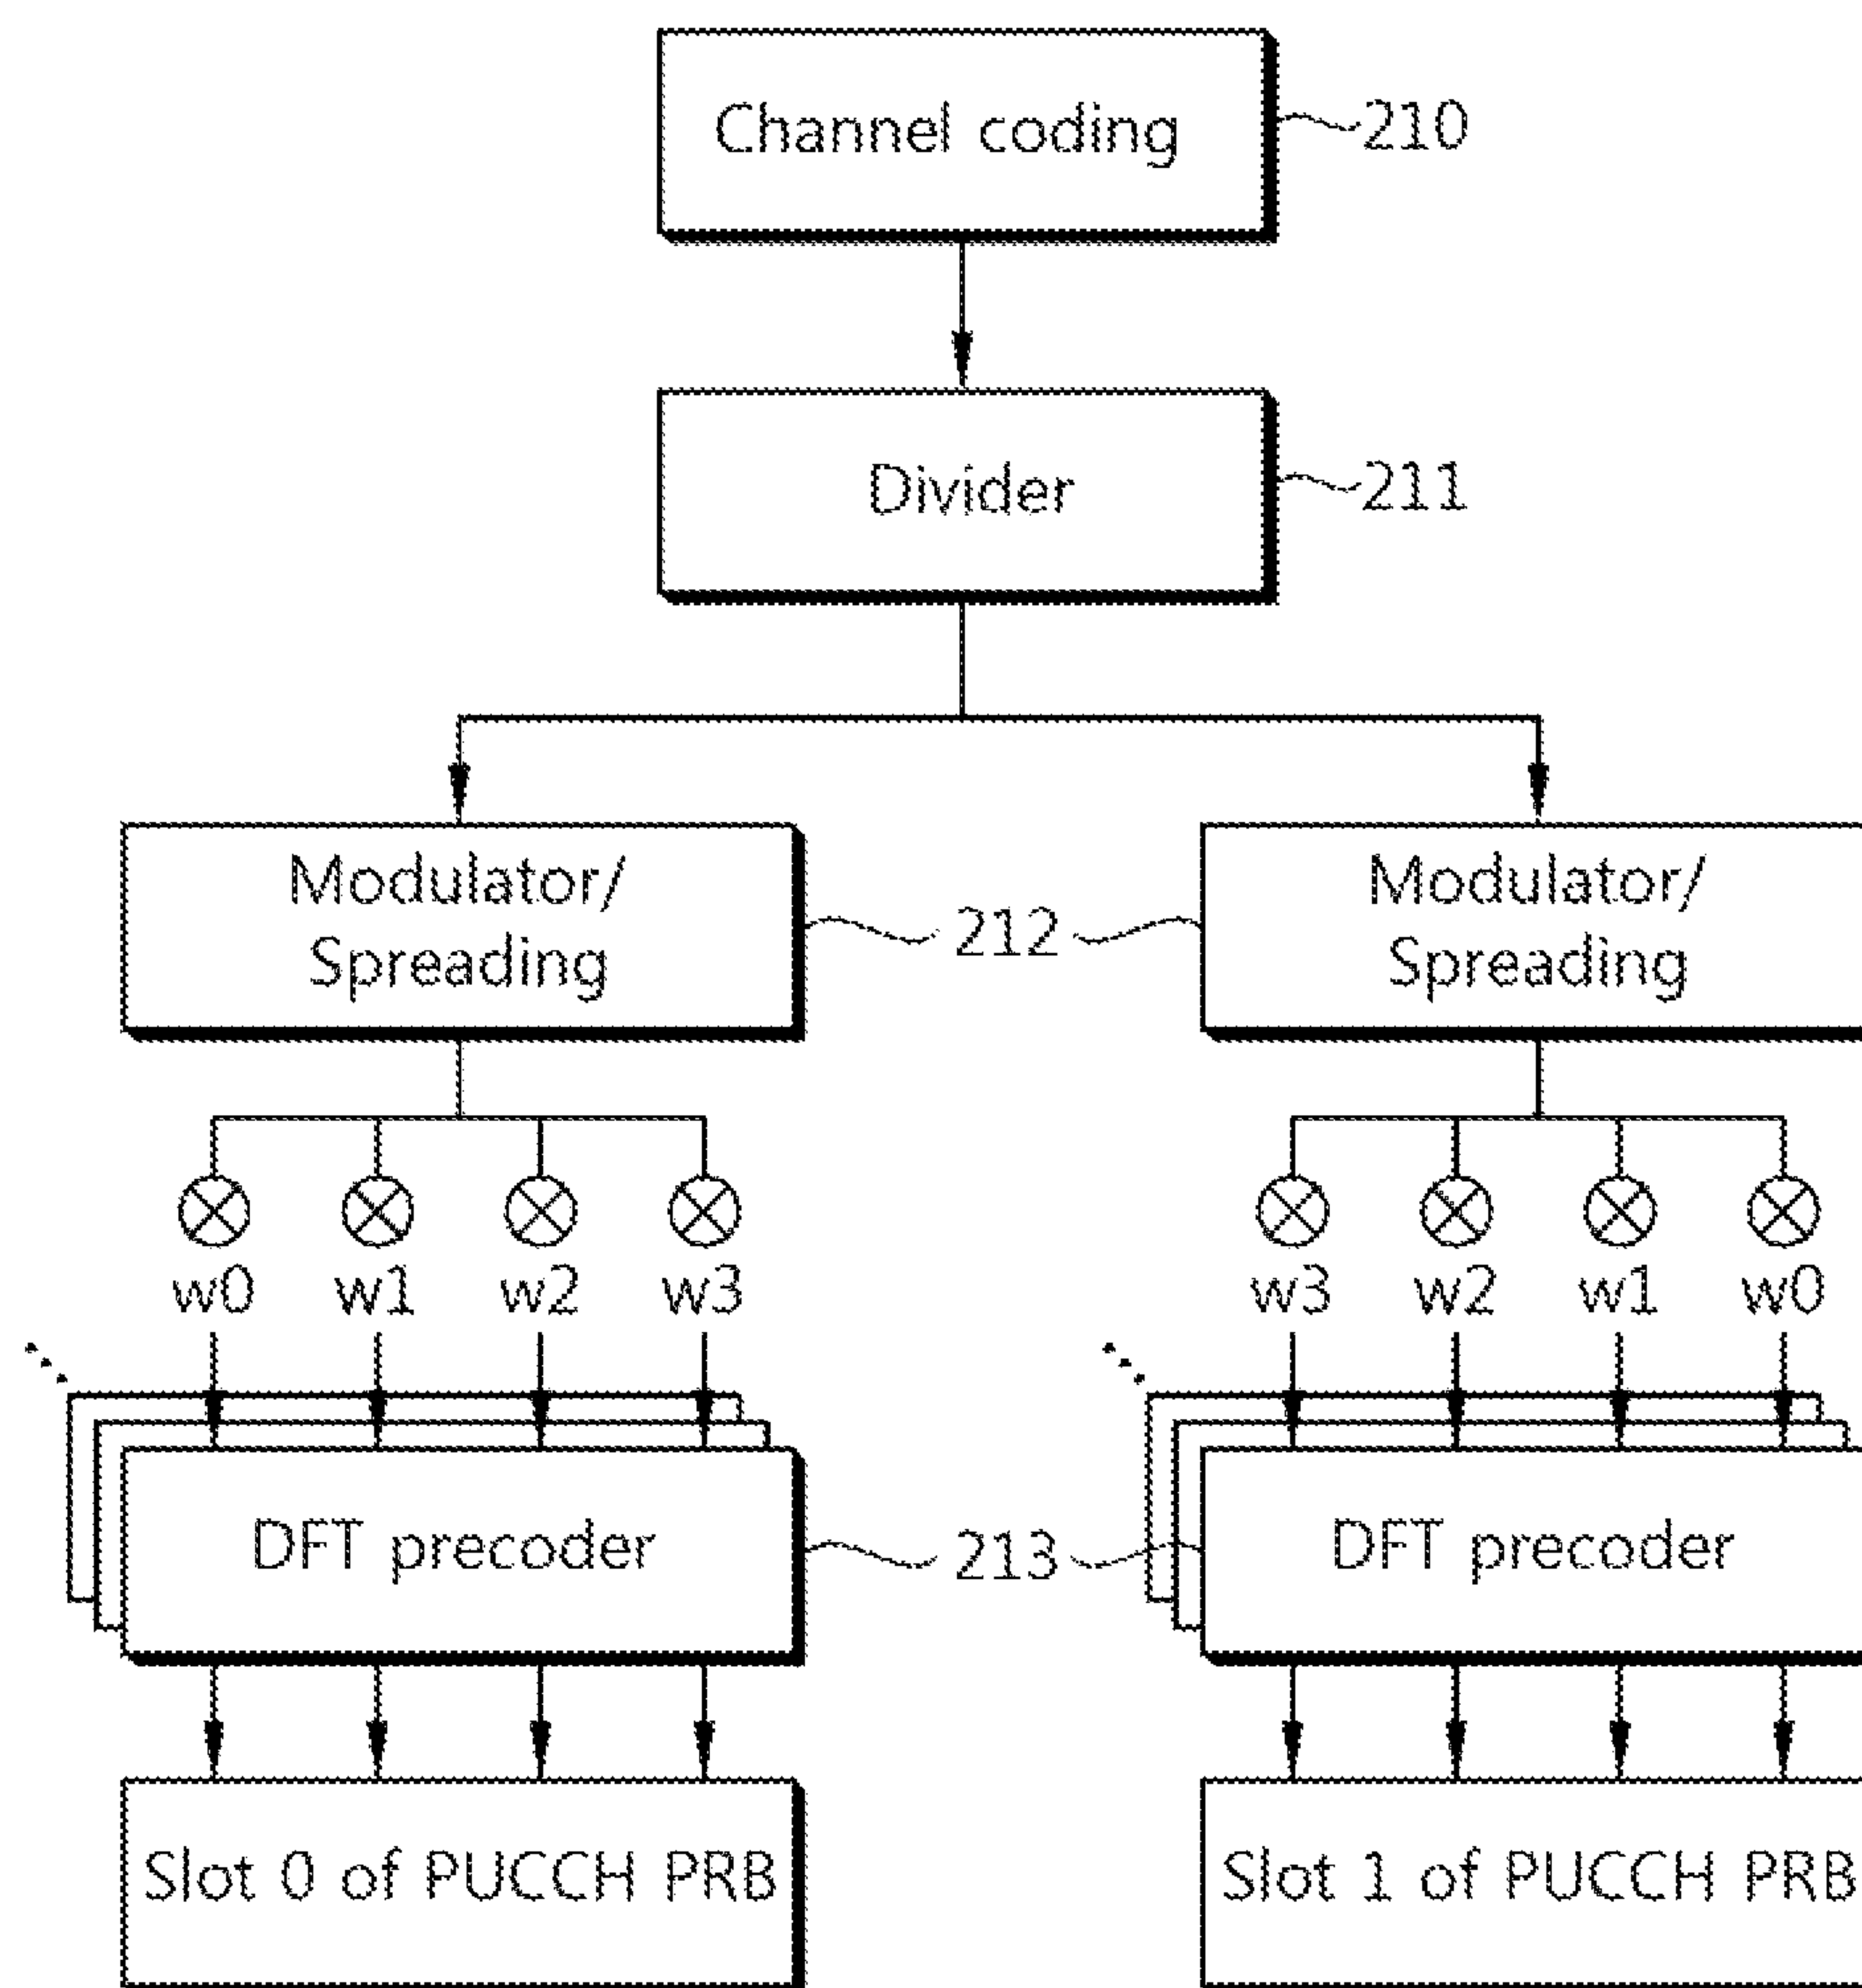 Channel coding
210
Divider
211
Modulator/
Spreading
212
Modulator/
Spreading
w0 w1 w2 w3
w3 w2 w1 w0
DFT precoder
213
DFT precoder
Slot 0 of PUCCH PRB
Slot 1 of PUCCH PRB